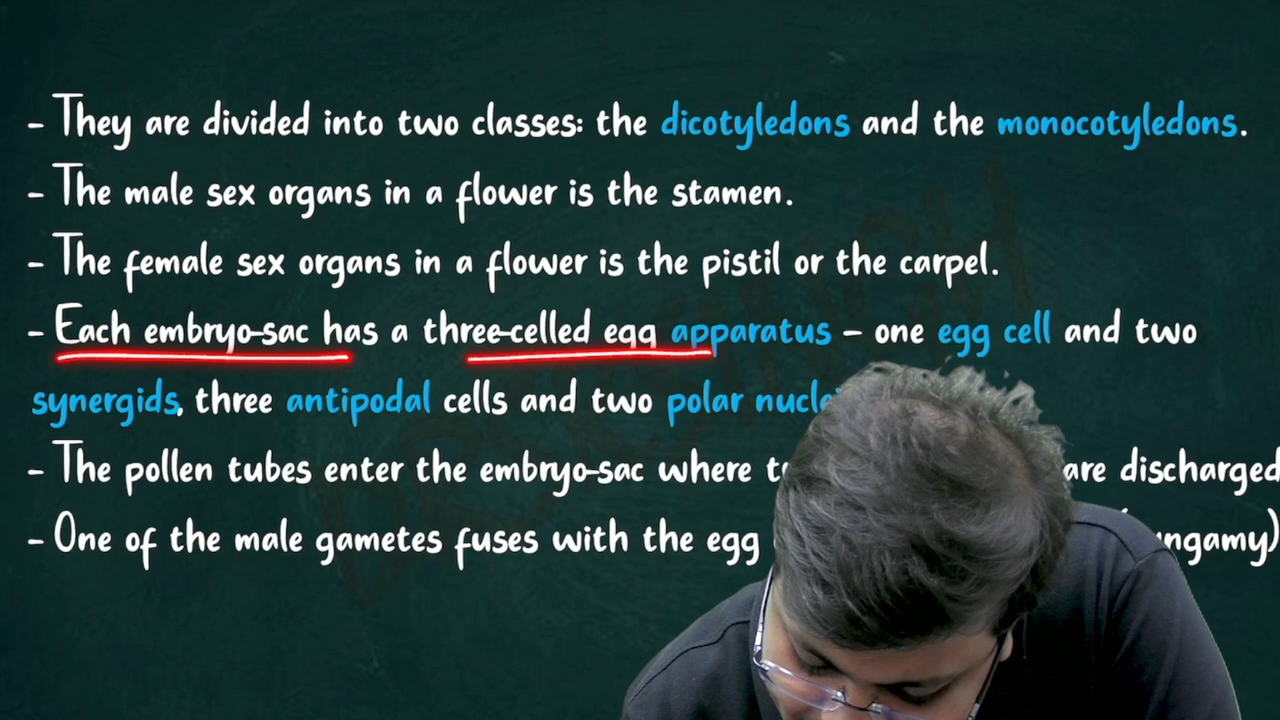 - They are divided into two classes: the dicotyledons and the monocotyledons.
- The male sex organs in a flower is the stamen.
- The female sex organs in a flower is the pistil or the carpel.
- Each embryo-sac has a three-celled egg apparatus – one egg cell and two
synergids, three antipodal cells and two polar nuclei
- The pollen tubes enter the embryo-sac where are discharged
- One of the male gametes fuses with the egg